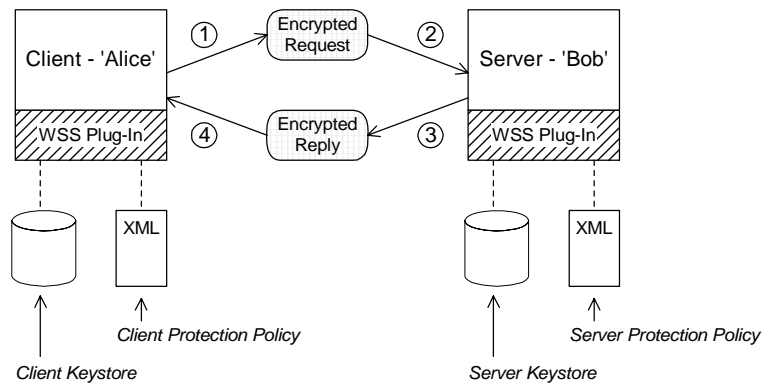 Client - 'Alice'
WSS Plug-In
1
Encrypted
Request
2
4
Encrypted
Reply
3
Server - 'Bob'
WSS Plug-In
XML
XML
Client Protection Policy
Client Keystore
Server Protection Policy
Server Keystore